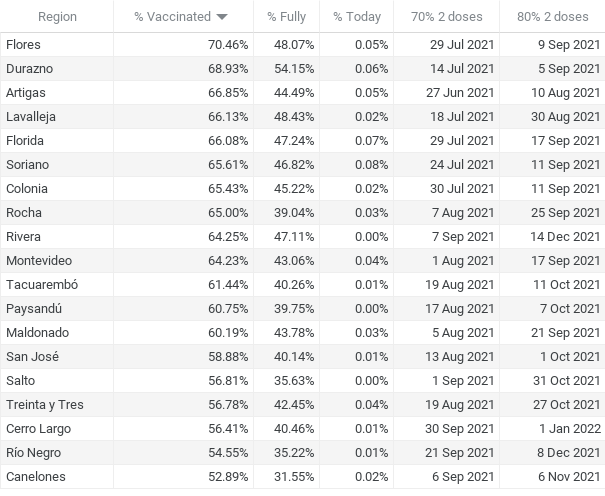 Region % Vaccinated % Fully % Today 70% 2 doses 80% 2 doses
Flores 70.46% 48.07% 0.05% 29 Jul 2021 9 Sep 2021
Durazno 68.93% 54.15% 0.06% 14 Jul 2021 5 Sep 2021
Artigas 66.85% 44.49% 0.05% 27 Jun 2021 10 Aug 2021
Lavalleja 66.13% 48.43% 0.02% 18 Jul 2021 30 Aug 2021
Florida 66.08% 47.24% 0.07% 29 Jul 2021 17 Sep 2021
Soriano 65.61% 46.82% 0.08% 24 Jul 2021 11 Sep 2021
Colonia 65.43% 45.22% 0.02% 30 Jul 2021 11 Sep 2021
Rocha 65.00% 39.04% 0.03% 7 Aug 2021 25 Sep 2021
Rivera 64.25% 47.11% 0.00% 7 Sep 2021 14 Dec 2021
Montevideo 64.23% 43.06% 0.04% 1 Aug 2021 17 Sep 2021
Tacuarembó 61.44% 40.26% 0.01% 19 Aug 2021 11 Oct 2021
Paysandú 60.75% 39.75% 0.00% 17 Aug 2021 7 Oct 2021
Maldonado 60.19% 43.78% 0.03% 5 Aug 2021 21 Sep 2021
San José 58.88% 40.14% 0.01% 13 Aug 2021 1 Oct 2021
Salto 56.81% 35.63% 0.00% 1 Sep 2021 31 Oct 2021
Treinta y Tres 56.78% 42.45% 0.04% 19 Aug 2021 27 Oct 2021
Cerro Largo 56.41% 40.46% 0.01% 30 Sep 2021 1 Jan 2022
Río Negro 54.55% 35.22% 0.01% 21 Sep 2021 8 Dec 2021
Canelones 52.89% 31.55% 0.02% 6 Sep 2021 6 Nov 2021